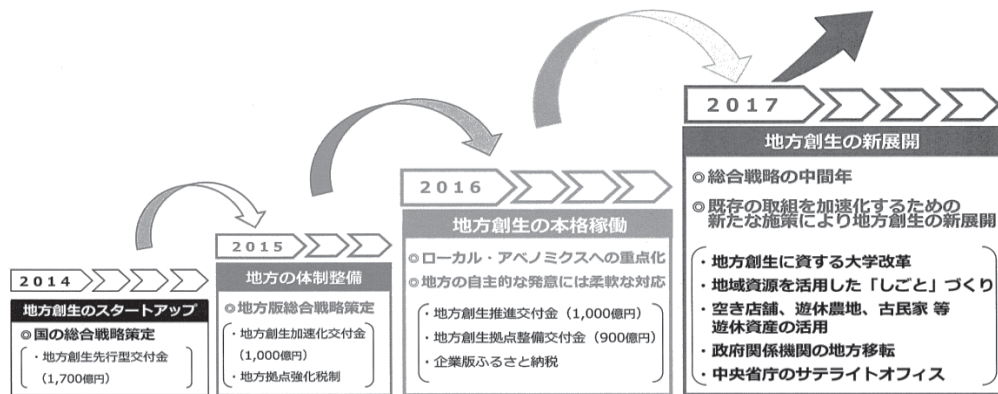 2014
地方創生のスタートアップ
◎国の総合戦略策定
・地方創生先行型交付金
(1,700億円)
2015
地方の体制整備
◎地方版総合戦略策定
・地方創生加速化交付金
(1,000億円)
・地方拠点強化税制
2016
地方創生の本格稼働
◎ローカル・アベノミクスへの重点化
◎地方の自主的な発意には柔軟な対応
・地方創生推進交付金(1,000億円)
・地方創生拠点整備交付金(900億円)
・企業版ふるさと納税
2017
地方創生の新展開
◎総合戦略の中間年
◎既存の取組を加速化するための
新たな施策により地方創生の新展開
・地方創生に資する大学改革
・地域資源を活用した「しごと」づくり
・空き店舗、遊休農地、古民家 等
遊休資産の活用
・政府関係機関の地方移転
・中央省庁のサテライトオフィス